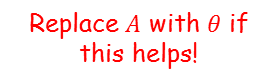 Replace 𝐴 with 𝜃 if
this helps!